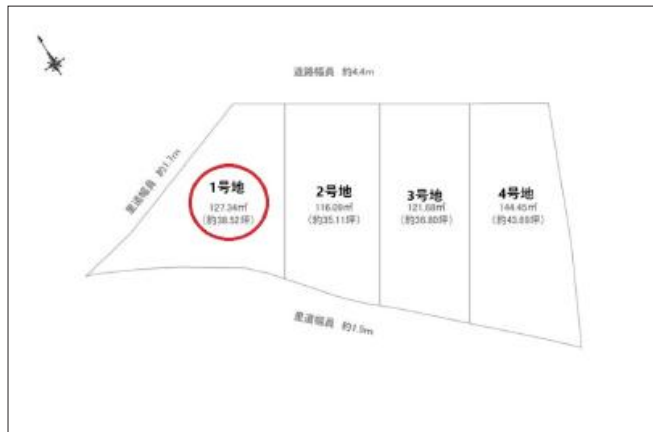 道路幅員 約4.4m
里道幅員 約1.7m
1号地
127.34㎡
(約38.52坪)
2号地
116.09㎡
(約35.11坪)
3号地
121.68㎡
(約36.80坪)
4号地
144.45㎡
(約43.69坪)
里道幅員 約1.9m